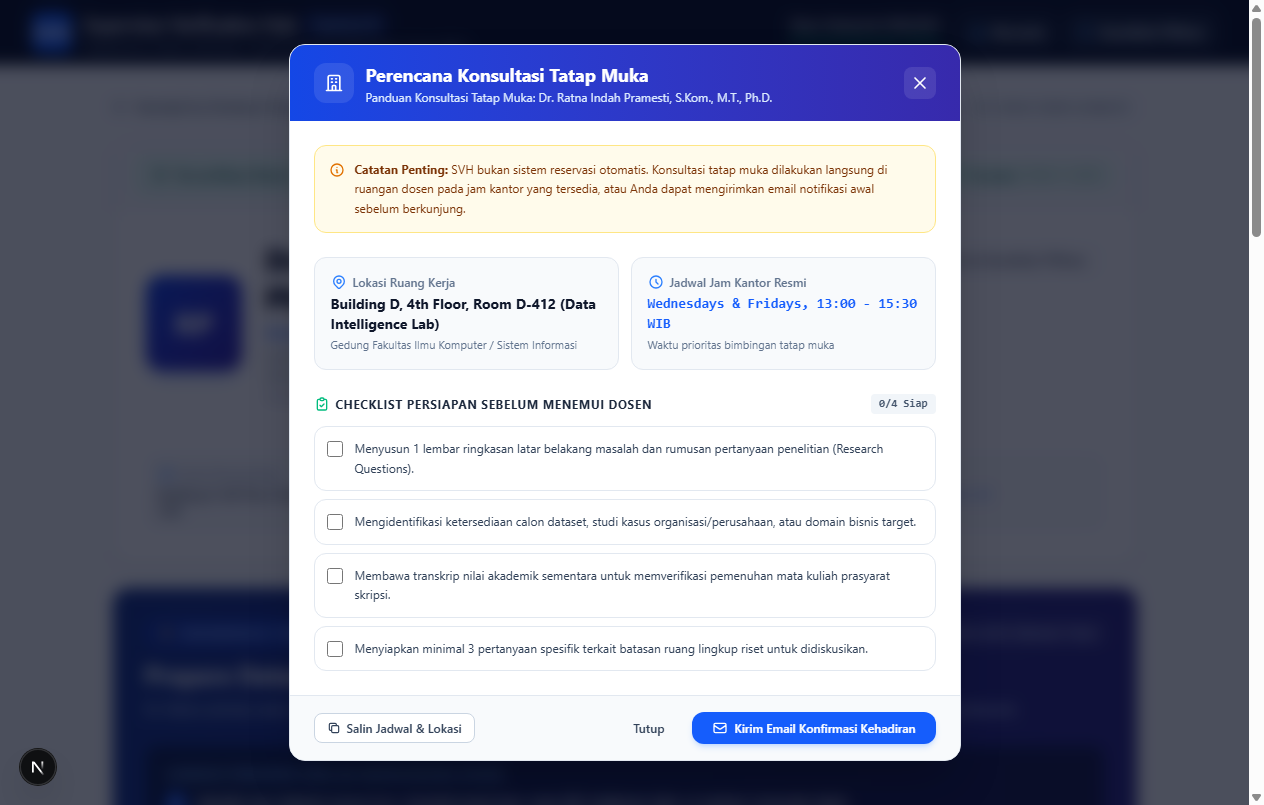 Perencana Konsultasi Tatap Muka
Panduan Konsultasi Tatap Muka: Dr. Ratna Indah Pramesti, S.Kom., M.T., Ph.D.
Catatan Penting: SVH bukan sistem reservasi otomatis. Konsultasi tatap muka dilakukan langsung di
ruangan dosen pada jam kantor yang tersedia, atau Anda dapat mengirimkan email notifikasi awal
sebelum berkunjung.
Lokasi Ruang Kerja
Building D, 4th Floor, Room D-412 (Data
Intelligence Lab)
Gedung Fakultas Ilmu Komputer / Sistem Informasi
Jadwal Jam Kantor Resmi
Wednesdays & Fridays, 13:00 - 15:30
WIB
Waktu prioritas bimbingan tatap muka
CHECKLIST PERSIAPAN SEBELUM MENEMUI DOSEN
0/4 Siap
Menyusun 1 lembar ringkasan latar belakang masalah dan rumusan pertanyaan penelitian (Research
Questions).
Mengidentifikasi ketersediaan calon dataset, studi kasus organisasi/perusahaan, atau domain bisnis target.
Membawa transkrip nilai akademik sementara untuk memverifikasi pemenuhan mata kuliah prasyarat
skripsi.
Menyiapkan minimal 3 pertanyaan spesifik terkait batasan ruang lingkup riset untuk didiskusikan.
Salin Jadwal & Lokasi
Tutup
Kirim Email Konfirmasi Kehadiran
N